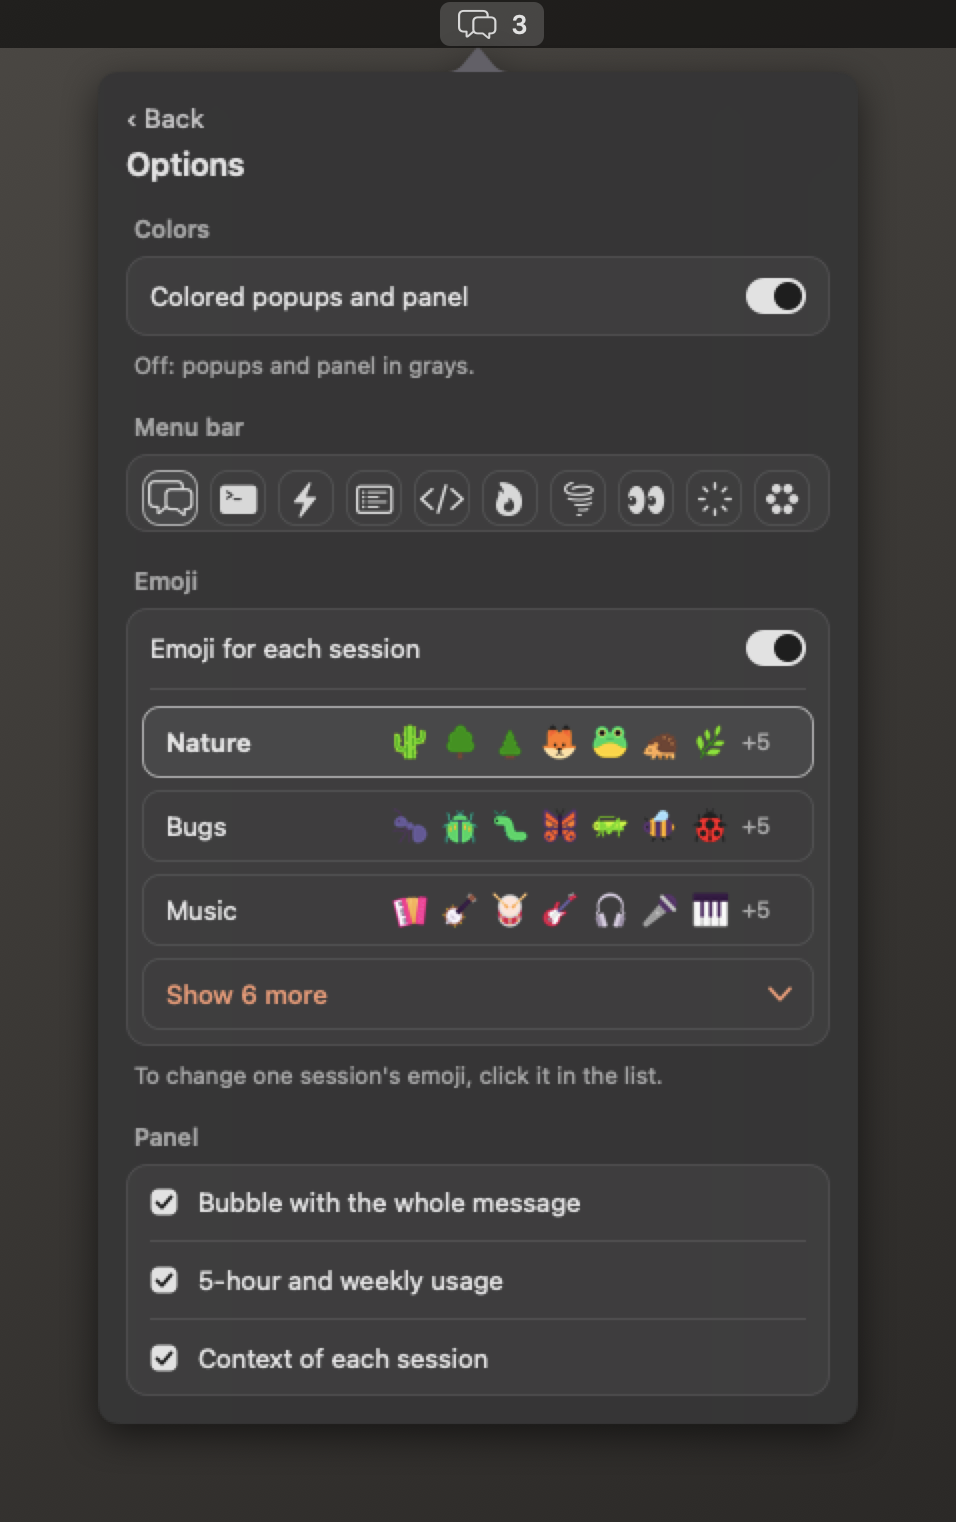 3
‹ Back
Options
Colors
Colored popups and panel
Off: popups and panel in grays.
Menu bar
Emoji
Emoji for each session
Nature +5
Bugs +5
Music +5
Show 6 more
To change one session's emoji, click it in the list.
Panel
Bubble with the whole message
5-hour and weekly usage
Context of each session